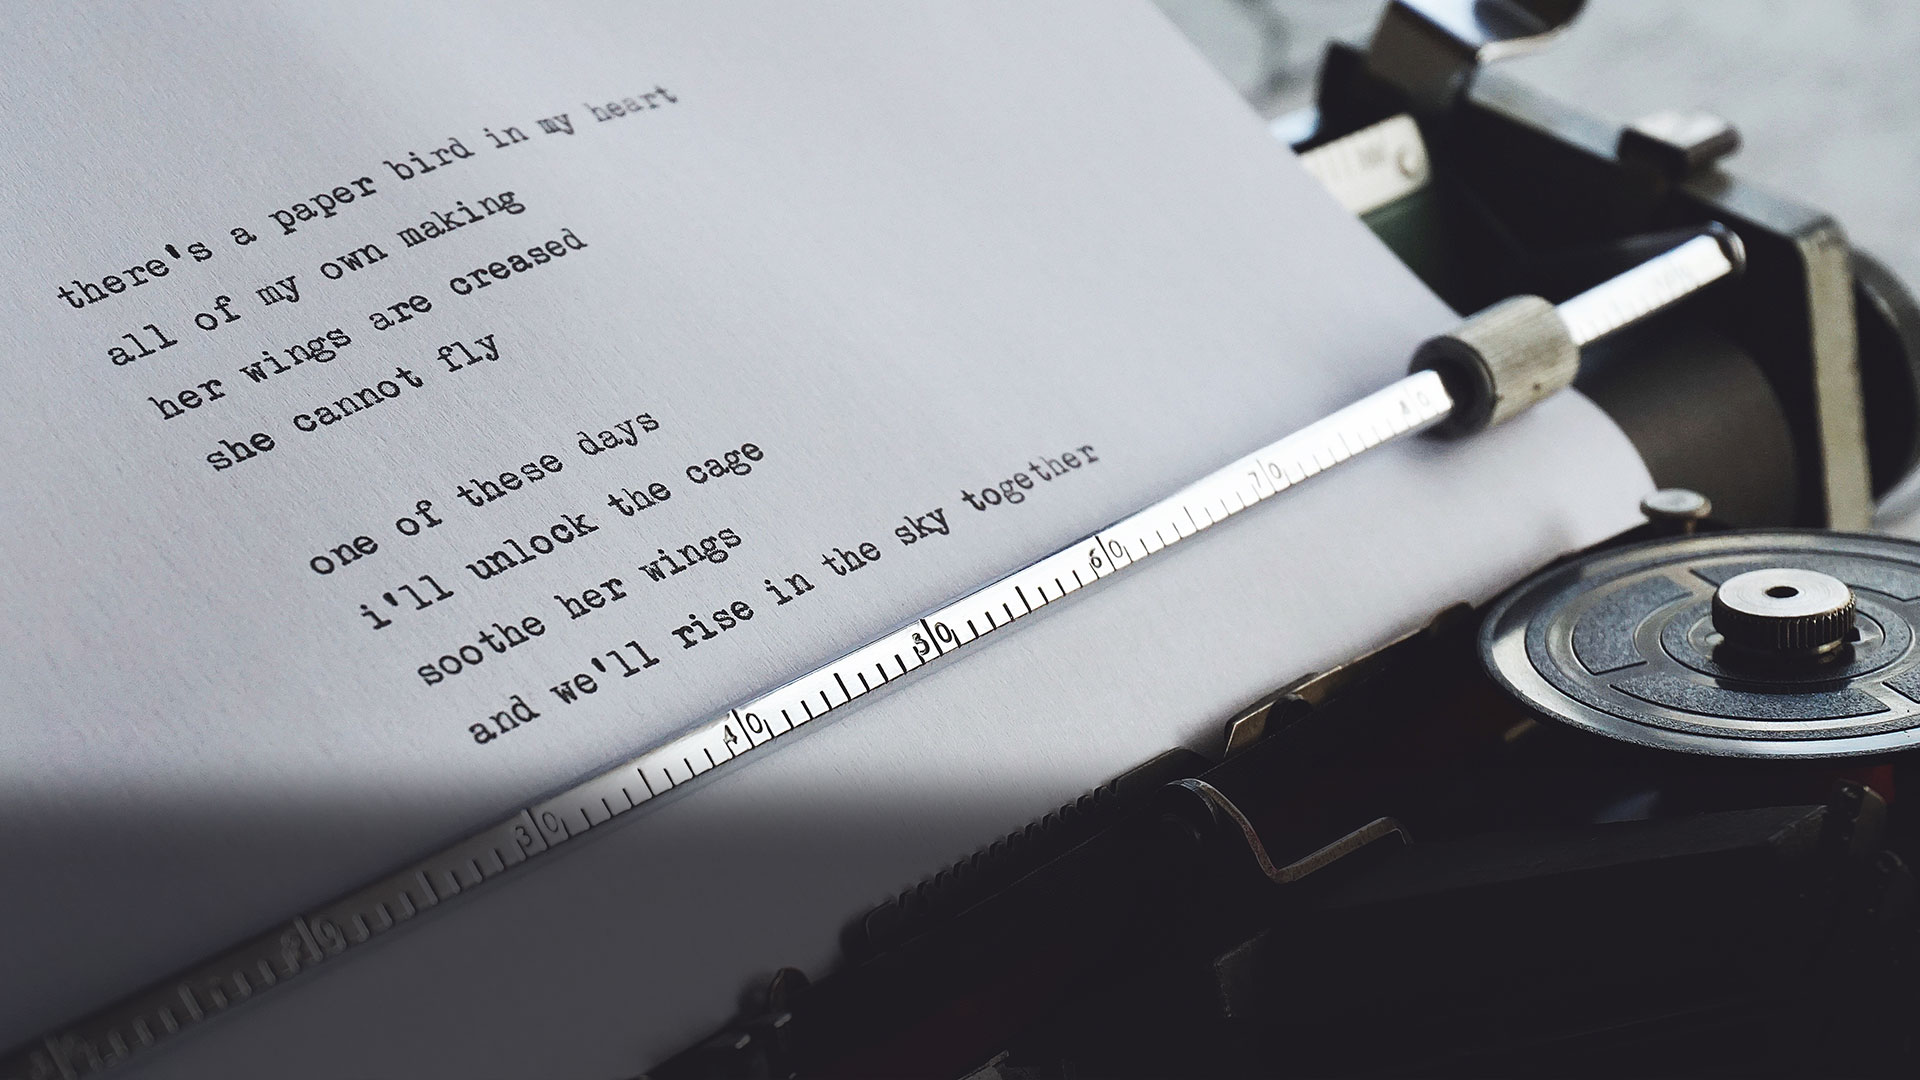 there's a paper bird in my heart
all of my own making
her wings are creased
she cannot fly
one of these days
i'll unlock the cage
soothe her wings
and we'll rise in the sky together
30
40
50
60
70